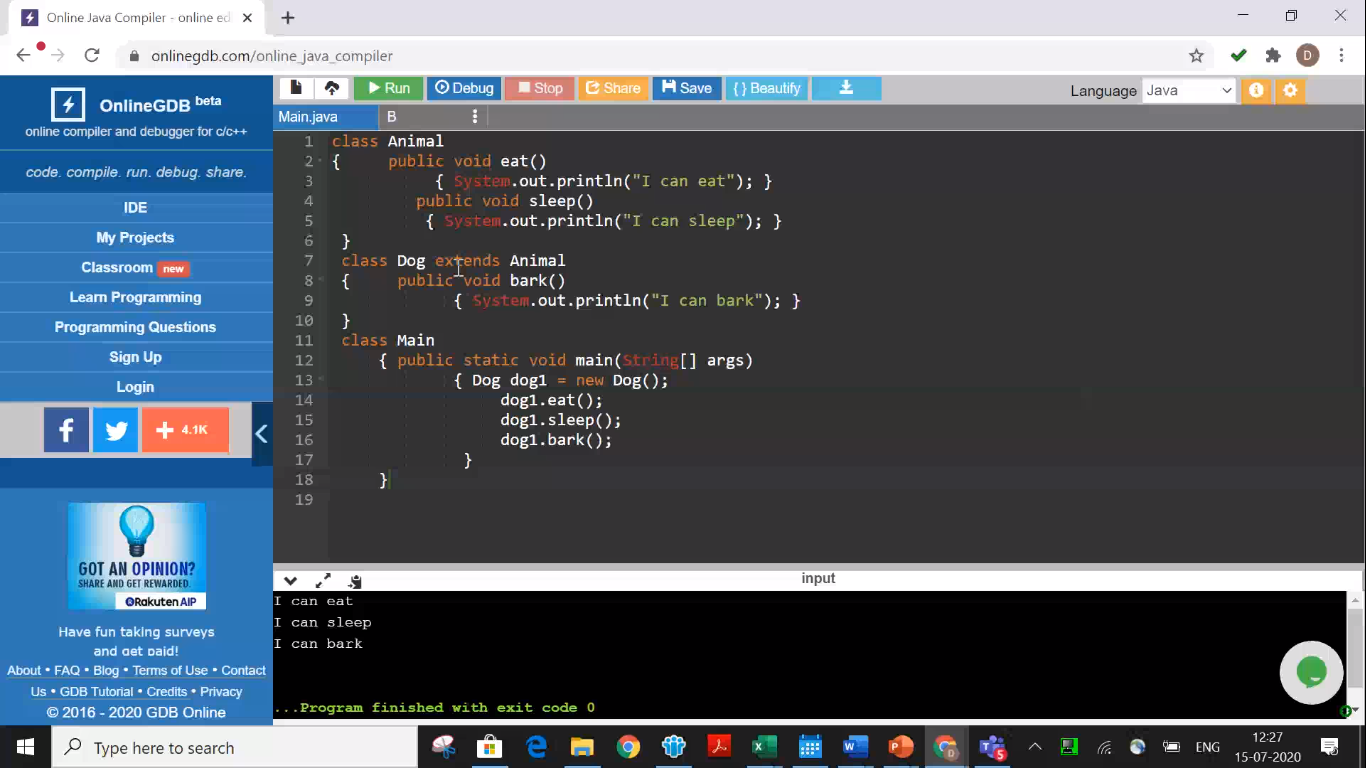 Online Java Compiler - online ed
onlinegdb.com/online_java_compiler
D
OnlineGDB beta
online compiler and debugger for c/c++
code. compile. run. debug. share.
IDE
My Projects
Classroom new
Learn Programming
Programming Questions
Sign Up
Login
4.1K
GOT AN OPINION?
SHARE AND GET REWARDED.
Rakuten AIP
Have fun taking surveys
and get paid!
About • FAQ • Blog • Terms of Use • Contact
Us • GDB Tutorial • Credits • Privacy
© 2016 - 2020 GDB Online
Run Debug Stop Share Save { } Beautify
Language Java
Main.java B
1 class Animal
2 { public void eat()
3 { System.out.println("I can eat"); }
4 public void sleep()
5 { System.out.println("I can sleep"); }
6 }
7 class Dog extends Animal
8 { public void bark()
9 { System.out.println("I can bark"); }
10 }
11 class Main
12 { public static void main(String[] args)
13 { Dog dog1 = new Dog();
14 dog1.eat();
15 dog1.sleep();
16 dog1.bark();
17 }
18 }
19
input
I can eat
I can sleep
I can bark
...Program finished with exit code 0
Type here to search
ENG
12:27
15-07-2020